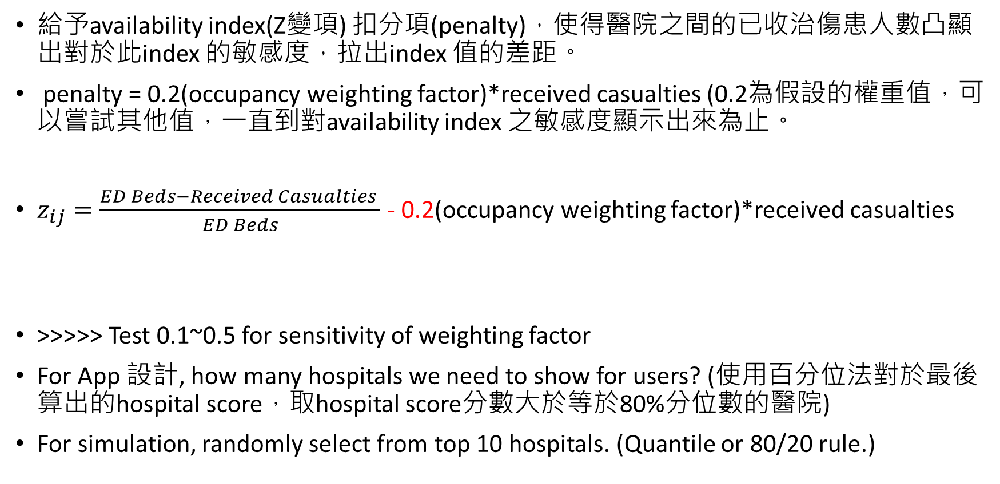 • 給予availability index(Z變項) 扣分項(penalty)，使得醫院之間的已收治傷患人數凸顯
出對於此index 的敏感度，拉出index 值的差距。
• penalty = 0.2(occupancy weighting factor)*received casualties (0.2為假設的權重值，可
以嘗試其他值，一直到對availability index 之敏感度顯示出來為止。
• z_{ij} = \frac{ED Beds−Received Casualties}{ED Beds} - 0.2(occupancy weighting factor)*received casualties
• >>>>> Test 0.1~0.5 for sensitivity of weighting factor
• For App 設計, how many hospitals we need to show for users? (使用百分位法對於最後
算出的hospital score，取hospital score分數大於等於80%分位數的醫院)
• For simulation, randomly select from top 10 hospitals. (Quantile or 80/20 rule.)